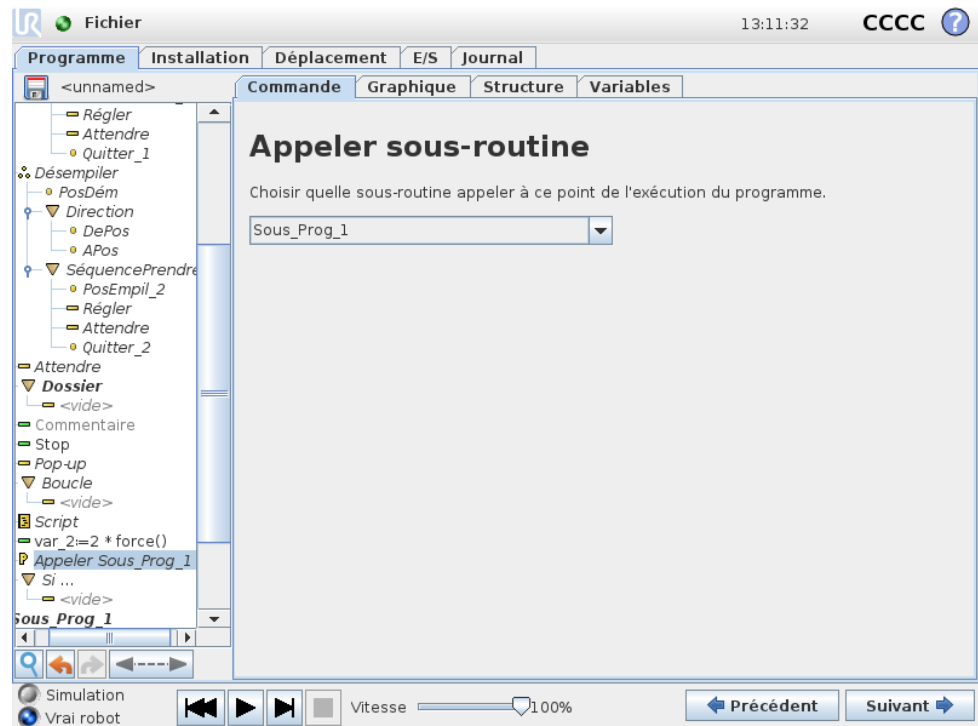 UR Fichier 13:11:32 CCCC ?
Programme Installation Déplacement E/S Journal
<unnamed>
Commande Graphique Structure Variables
Régler
Attendre
Quitter_1
Désempiler
PosDém
Direction
DePos
APos
SéquencePrendre
PosEmpil_2
Régler
Attendre
Quitter_2
Attendre
Dossier
<vide>
Commentaire
Stop
Pop-up
Boucle
<vide>
Script
var_2:=2 * force()
Appeler Sous_Prog_1
Si ...
<vide>
Sous_Prog_1
Appeler sous-routine
Choisir quelle sous-routine appeler à ce point de l'exécution du programme.
Sous_Prog_1
Simulation
Vrai robot
Vitesse 100%
Précédent Suivant